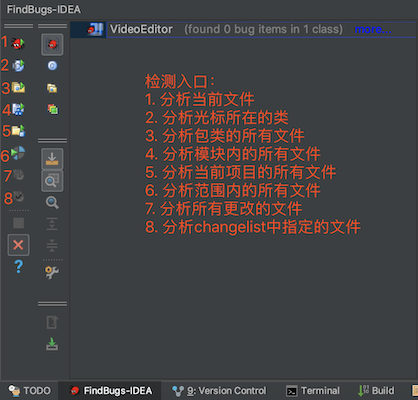 FindBugs-IDEA
VideoEditor (found 0 bug items in 1 class) more...
检测入口：
1. 分析当前文件
2. 分析光标所在的类
3. 分析包类的所有文件
4. 分析模块内的所有文件
5. 分析当前项目的所有文件
6. 分析范围内的所有文件
7. 分析所有更改的文件
8. 分析changelist中指定的文件
1
2
3
4
5
6
7
8
?
TODO FindBugs-IDEA 9: Version Control Terminal Build